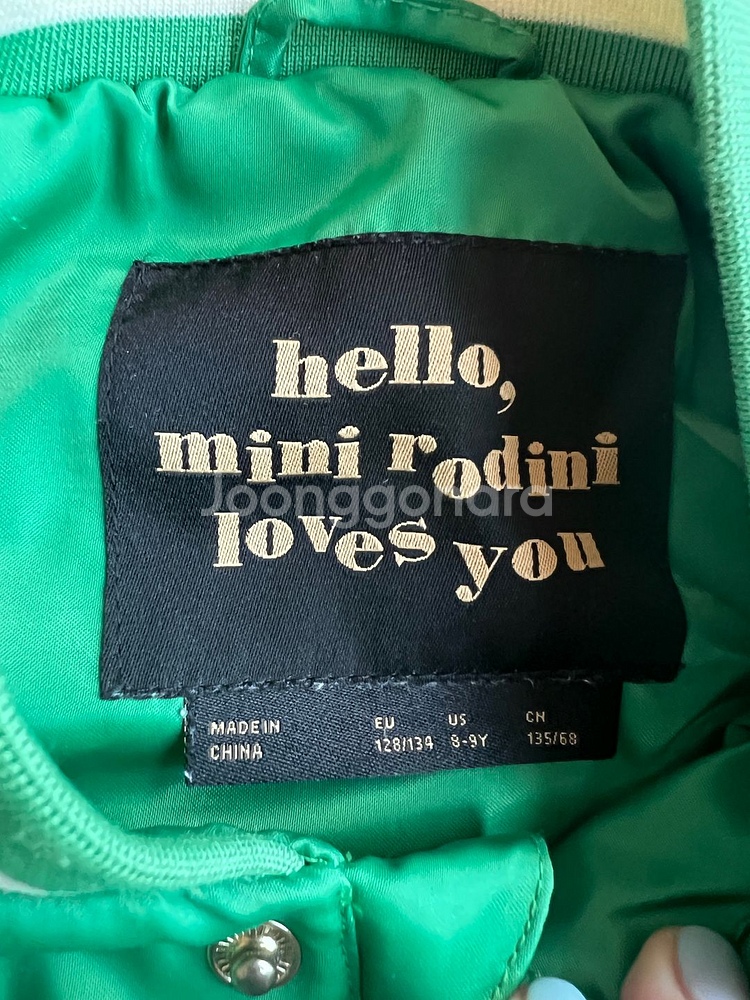 hello,
mini rodini
Joonggonara
loves you
MADE IN EU US CN
CHINA 128/134 8-9Y 135/68